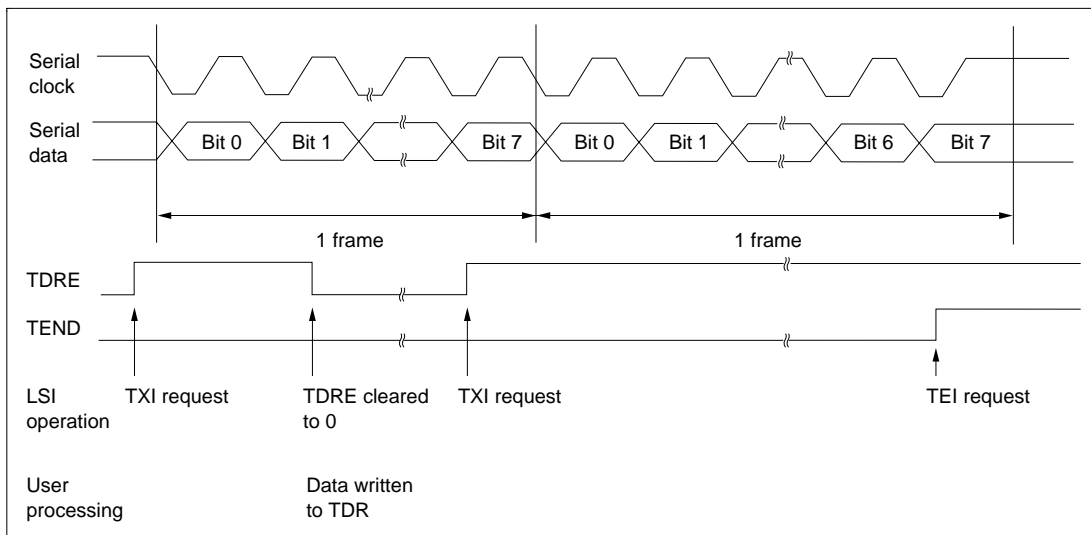 Serial
clock
Serial
data
Bit 0
Bit 1
Bit 7
Bit 0
Bit 1
Bit 6
Bit 7
1 frame
1 frame
TDRE
TEND
LSI
operation
TXI request
TDRE cleared
to 0
TXI request
TEI request
User
processing
Data written
to TDR